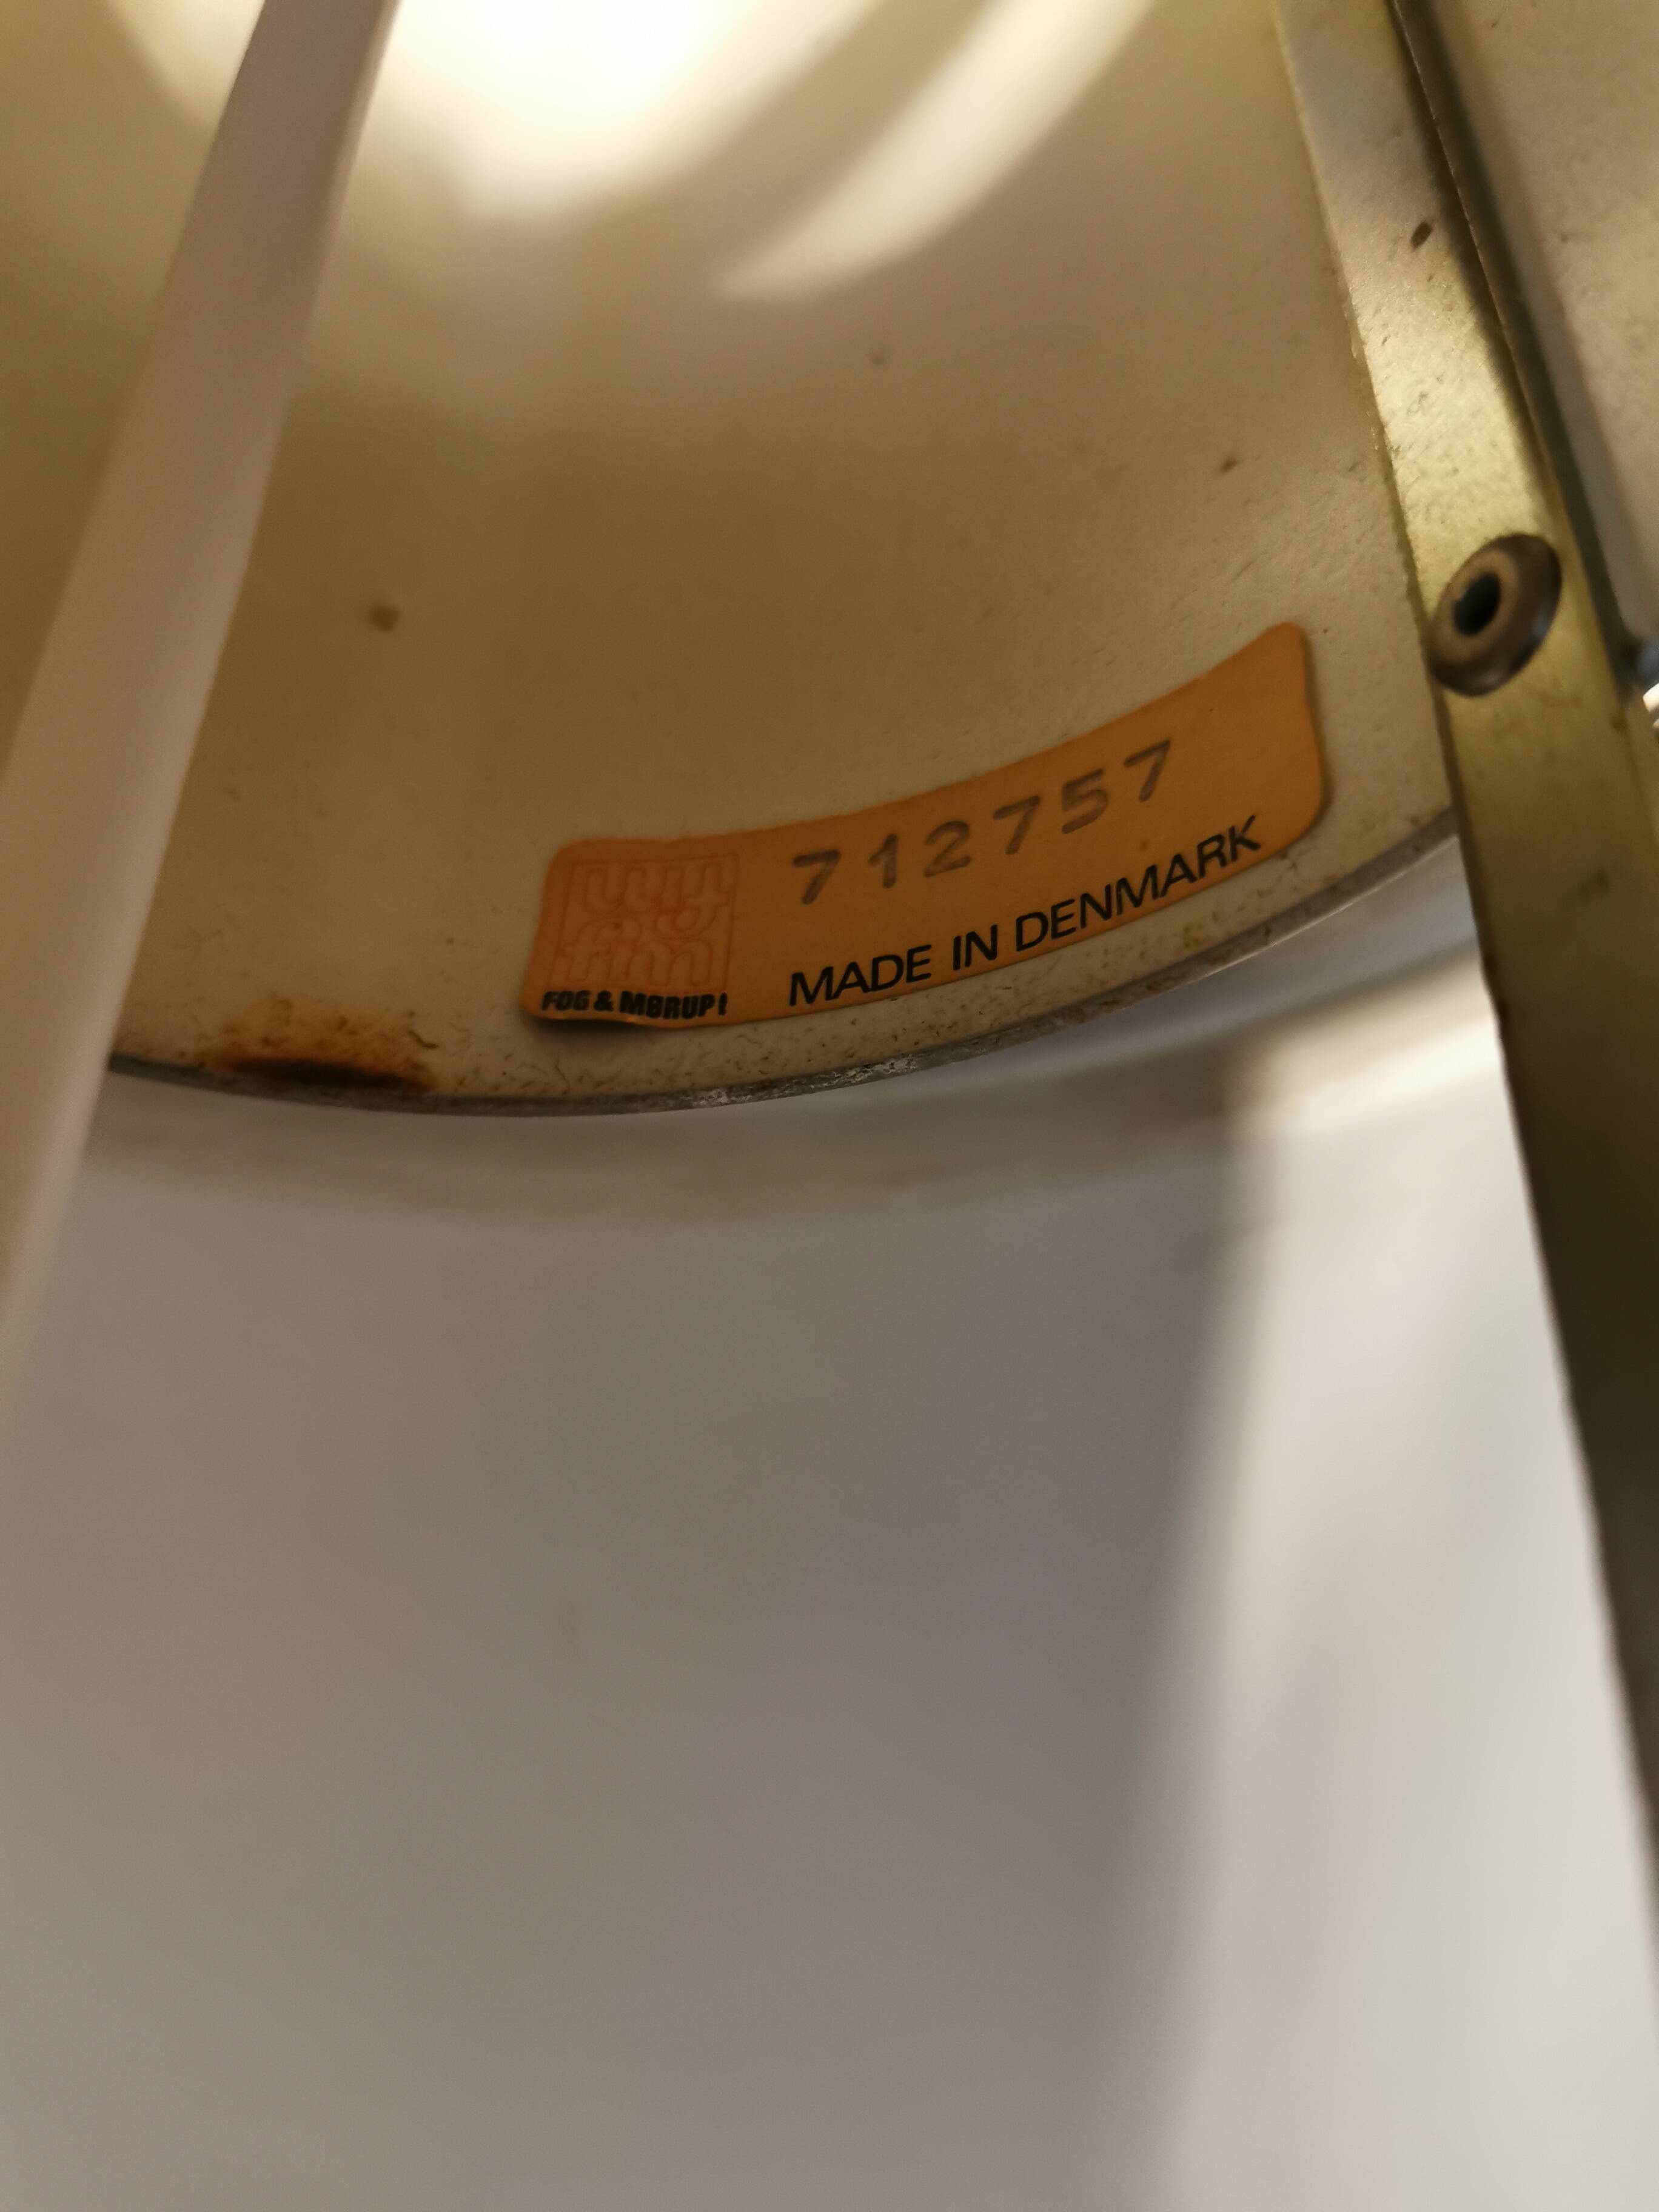 712757
FOG & MØRUP
MADE IN DENMARK